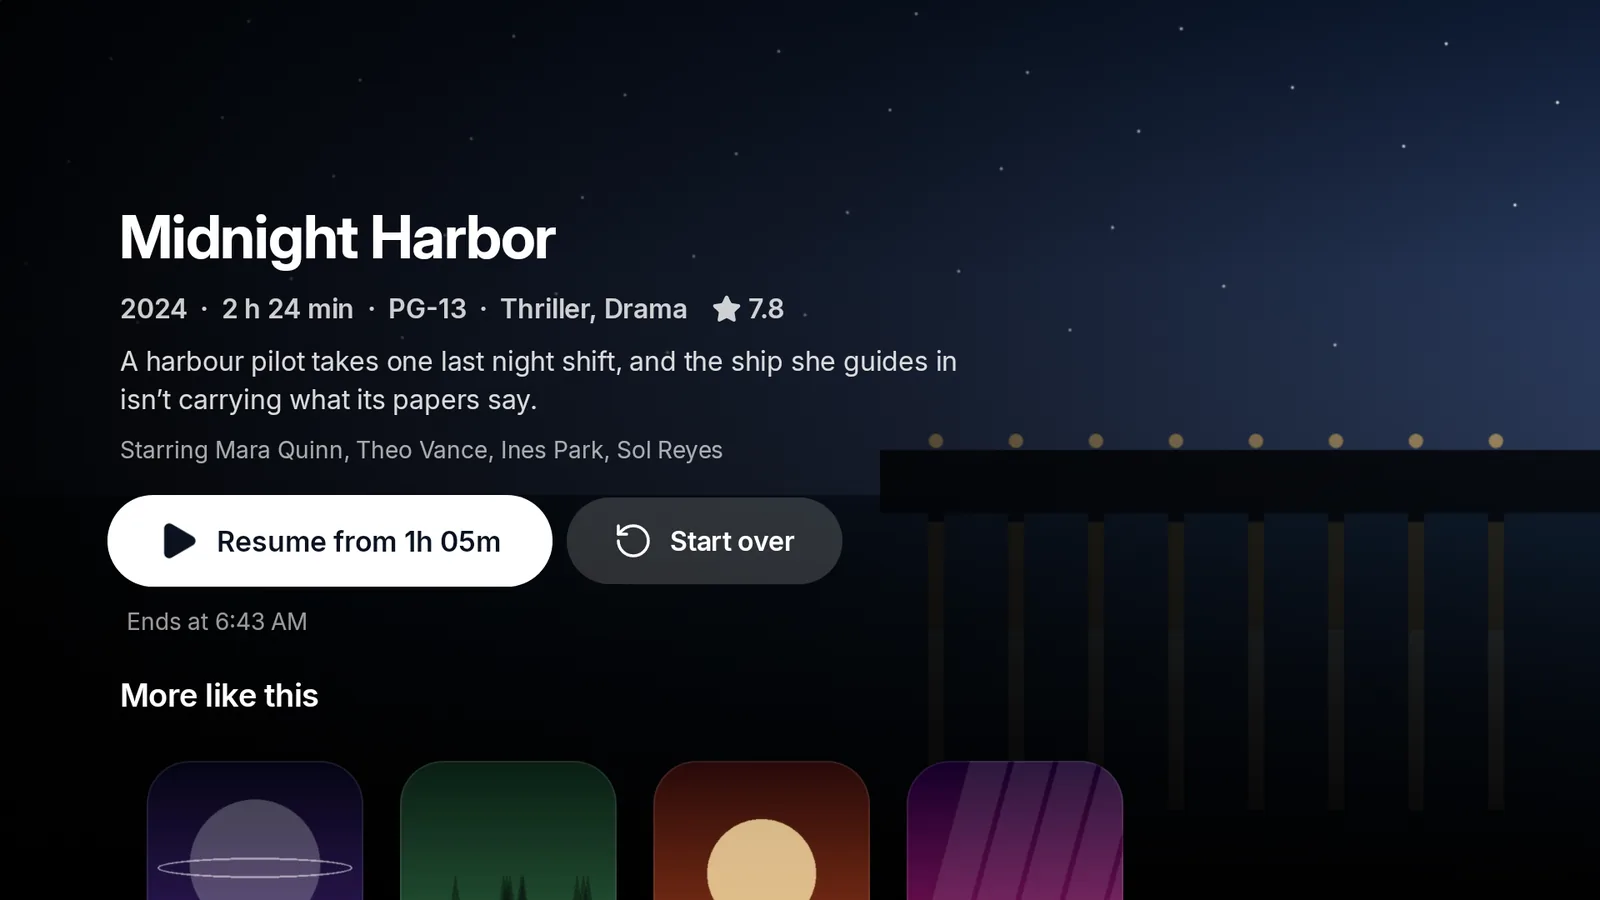 Midnight Harbor
2024 · 2 h 24 min · PG-13 · Thriller, Drama 7.8
A harbour pilot takes one last night shift, and the ship she guides in
isn’t carrying what its papers say.
Starring Mara Quinn, Theo Vance, Ines Park, Sol Reyes
Resume from 1h 05m
Start over
Ends at 6:43 AM
More like this